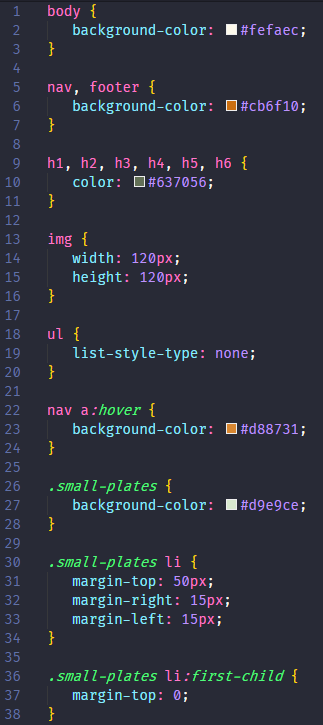 1 body {
2 background-color: #fefaec;
3 }
4
5 nav, footer {
6 background-color: #cb6f10;
7 }
8
9 h1, h2, h3, h4, h5, h6 {
10 color: #637056;
11 }
12
13 img {
14 width: 120px;
15 height: 120px;
16 }
17
18 ul {
19 list-style-type: none;
20 }
21
22 nav a:hover {
23 background-color: #d88731;
24 }
25
26 .small-plates {
27 background-color: #d9e9ce;
28 }
29
30 .small-plates li {
31 margin-top: 50px;
32 margin-right: 15px;
33 margin-left: 15px;
34 }
35
36 .small-plates li:first-child {
37 margin-top: 0;
38 }